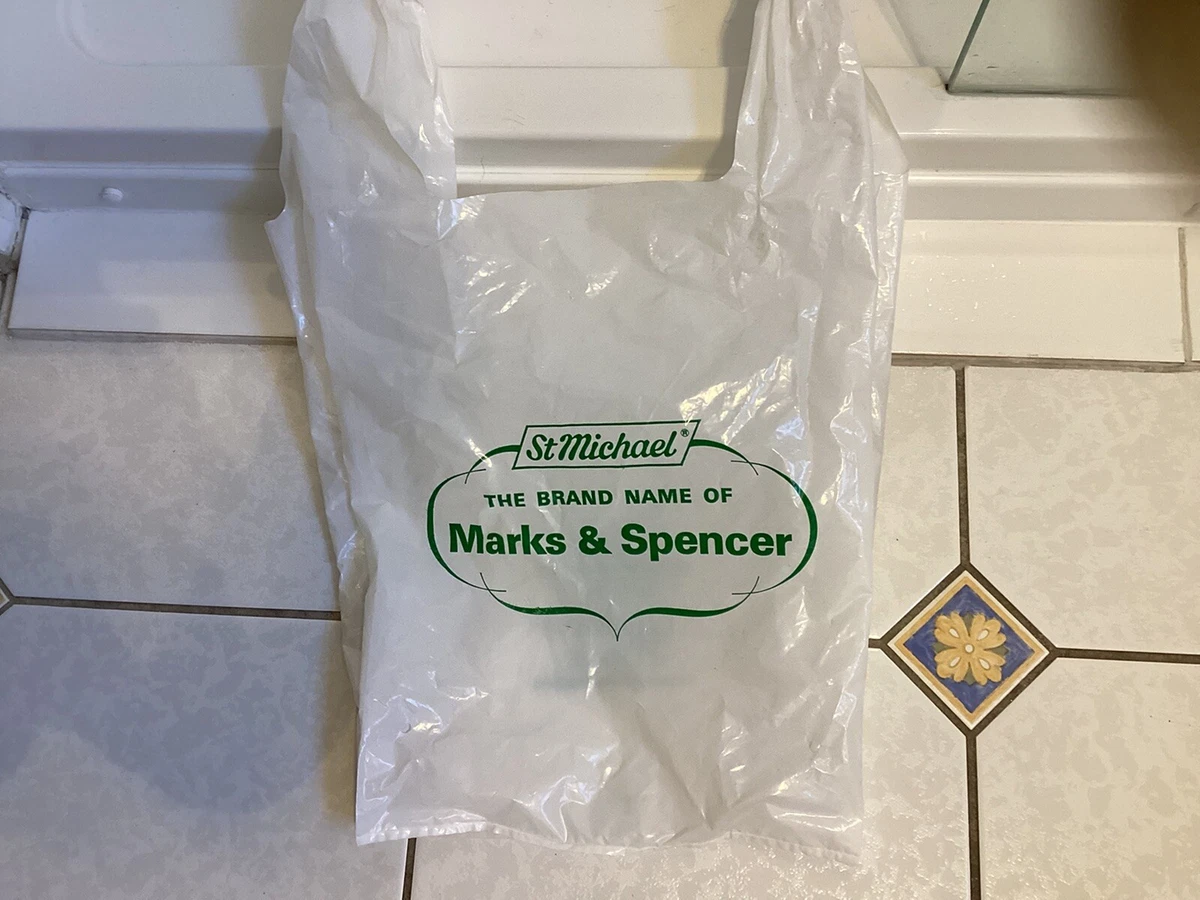 St Michael®
THE BRAND NAME OF
Marks & Spencer